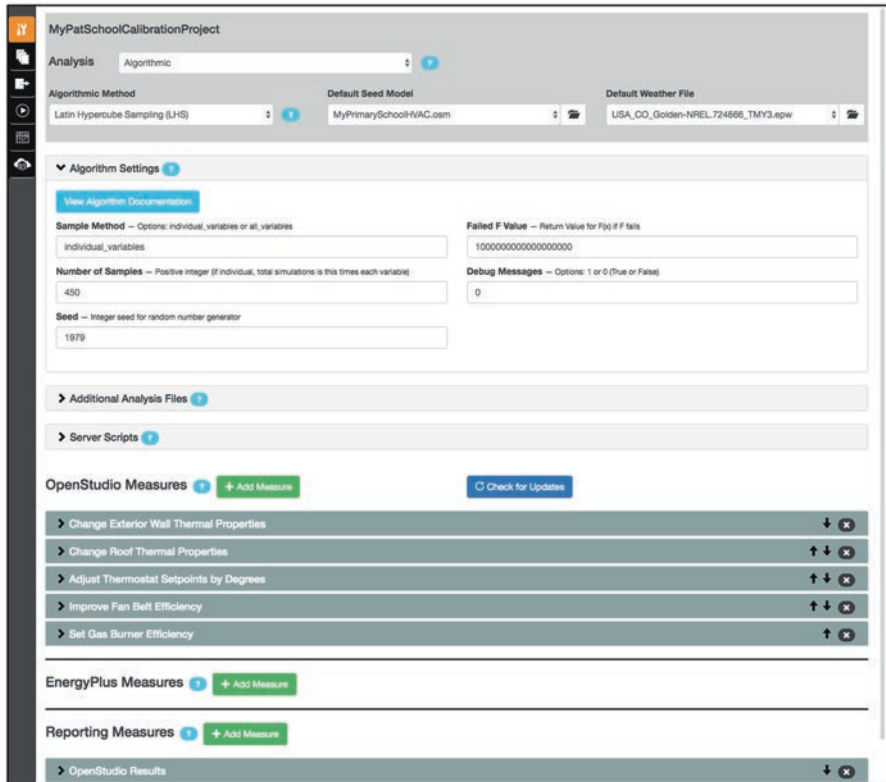 MyPatSchoolCalibrationProject
Analysis Algorithmic ?
Algorithmic Method Default Seed Model Default Weather File
Latin Hypercube Sampling (LHS) ? MyPrimarySchoolHVAC.osm USA_CO_Golden-NREL.724666_TMY3.epw
Algorithm Settings ?
View Algorithm Documentation
Sample Method — Options: individual_variables or all_variables Failed F Value — Return Value for F(x) if F fails
individual_variables 1000000000000000000
Number of Samples — Positive integer (if individual, total simulations is this times each variable) Debug Messages — Options: 1 or 0 (True or False)
450 0
Seed — Integer seed for random number generator
1979
Additional Analysis Files ?
Server Scripts ?
OpenStudio Measures ? + Add Measure Check for Updates
Change Exterior Wall Thermal Properties
Change Roof Thermal Properties
Adjust Thermostat Setpoints by Degrees
Improve Fan Belt Efficiency
Set Gas Burner Efficiency
EnergyPlus Measures ? + Add Measure
Reporting Measures ? + Add Measure
OpenStudio Results